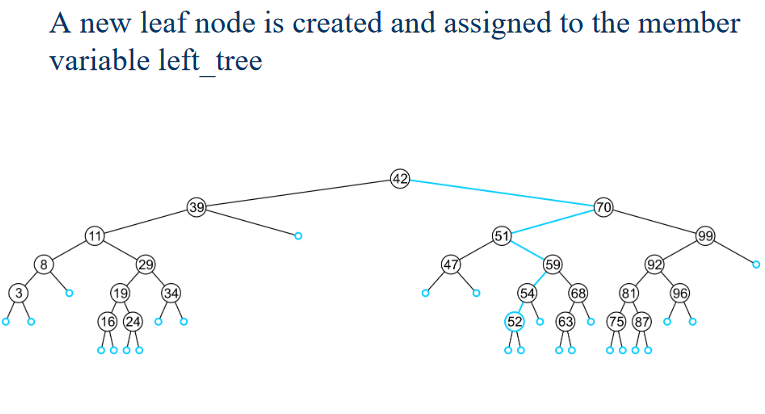 A new leaf node is created and assigned to the member
variable left_tree
42
39 70
11 51 99
8 29 47 59 92
3 19 34 54 68 81 96
16 24 52 63 75 87